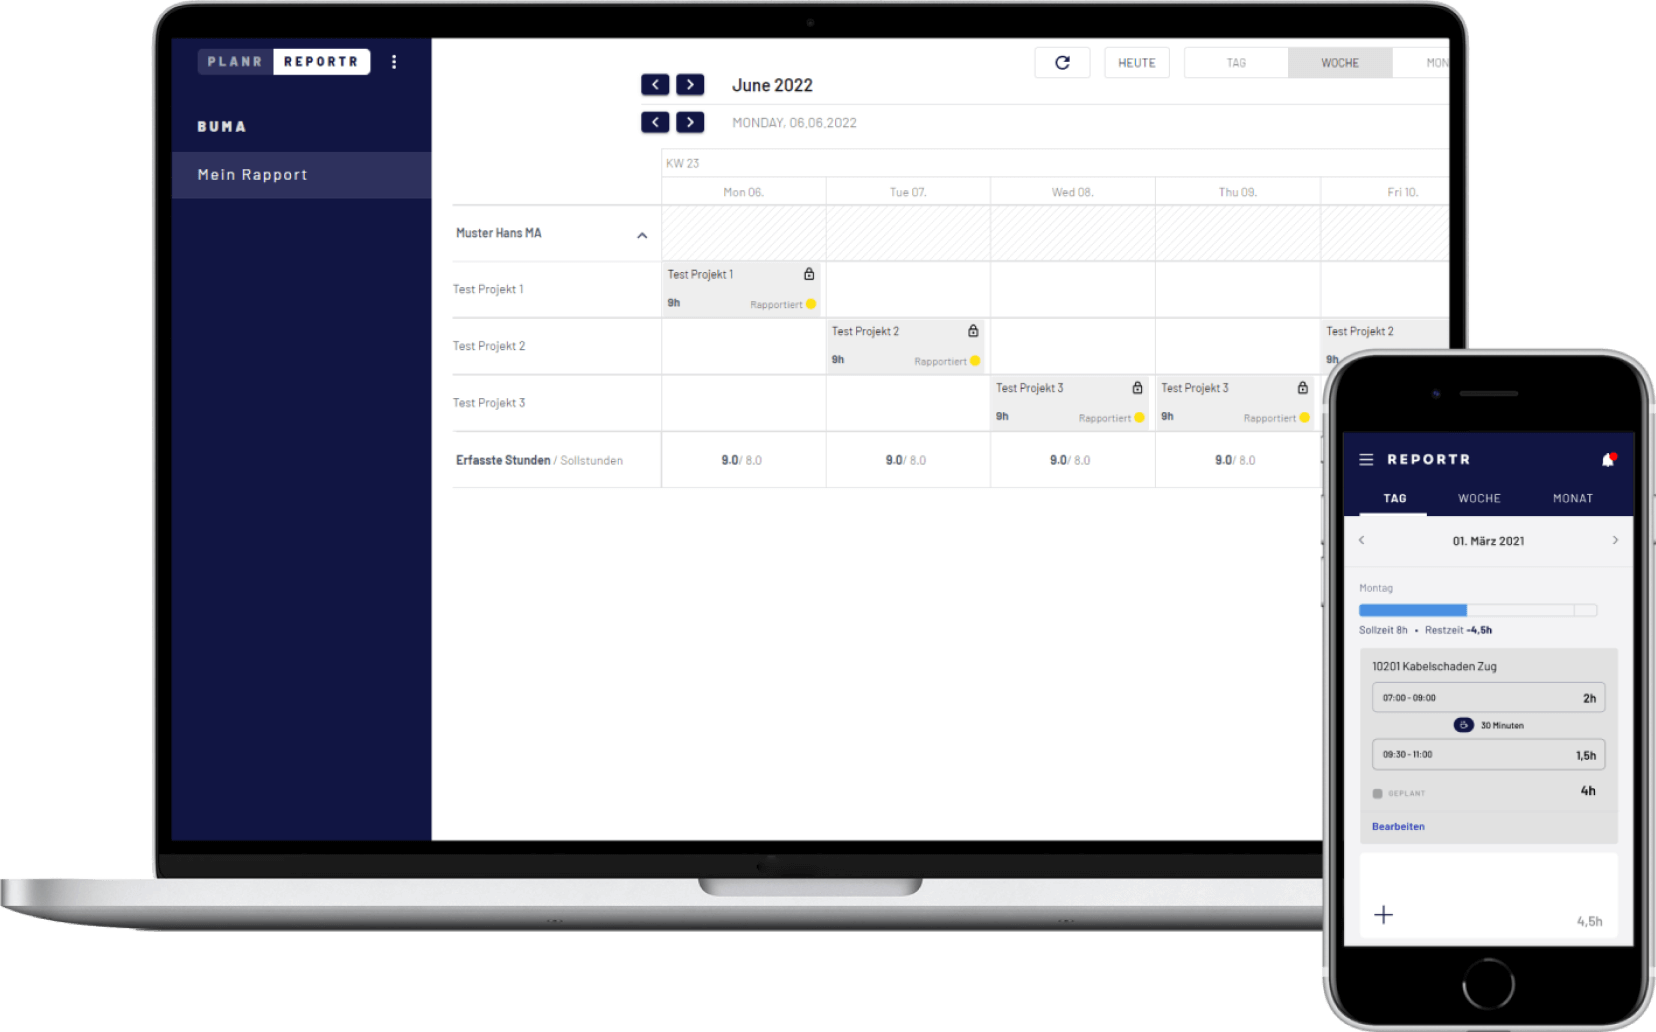 PLANR REPORTR
BUMA
Mein Rapport
HEUTE TAG WOCHE MON
June 2022
MONDAY, 06.06.2022
KW 23
Mon 06. Tue 07. Wed 08. Thu 09. Fri 10.
Muster Hans MA
Test Projekt 1
Test Projekt 1
9h Rapportiert
Test Projekt 2
Test Projekt 2
9h Rapportiert
Test Projekt 2
9h
Test Projekt 3
Test Projekt 3
9h Rapportiert
Test Projekt 3
9h Rapportiert
Erfasste Stunden / Sollstunden 9.0/ 8.0 9.0/ 8.0 9.0/ 8.0 9.0/ 8.0
REPORTR
TAG WOCHE MONAT
01. März 2021
Montag
Sollzeit 8h • Restzeit -4,5h
10201 Kabelschaden Zug
07:00 - 09:00 2h
30 Minuten
09:30 - 11:00 1,5h
GEPLANT 4h
Bearbeiten
4,5h